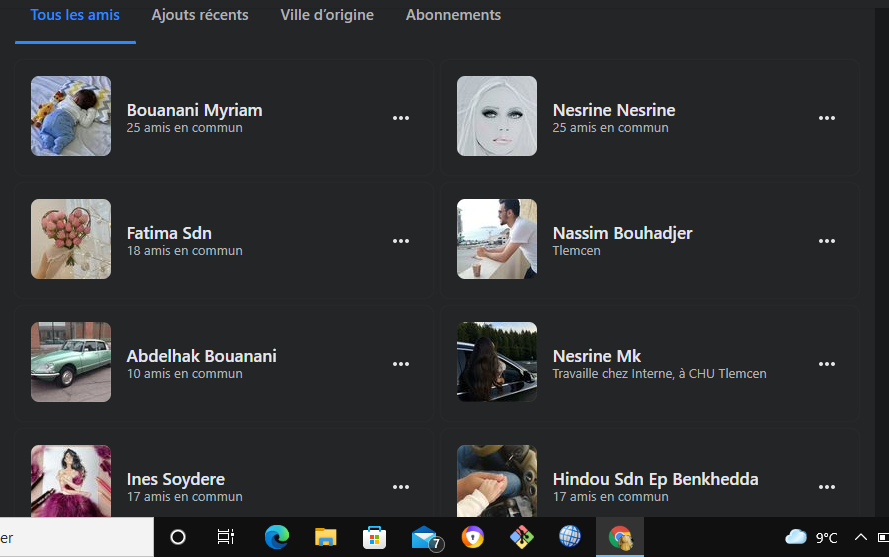 Tous les amis
Ajouts récents
Ville d'origine
Abonnements
Bouanani Myriam
25 amis en commun
Nesrine Nesrine
25 amis en commun
Fatima Sdn
18 amis en commun
Nassim Bouhadjer
Tlemcen
Abdelhak Bouanani
10 amis en commun
Nesrine Mk
Travaille chez Interne, à CHU Tlemcen
Ines Soydere
17 amis en commun
Hindou Sdn Ep Benkhedda
17 amis en commun
er
7
9°C